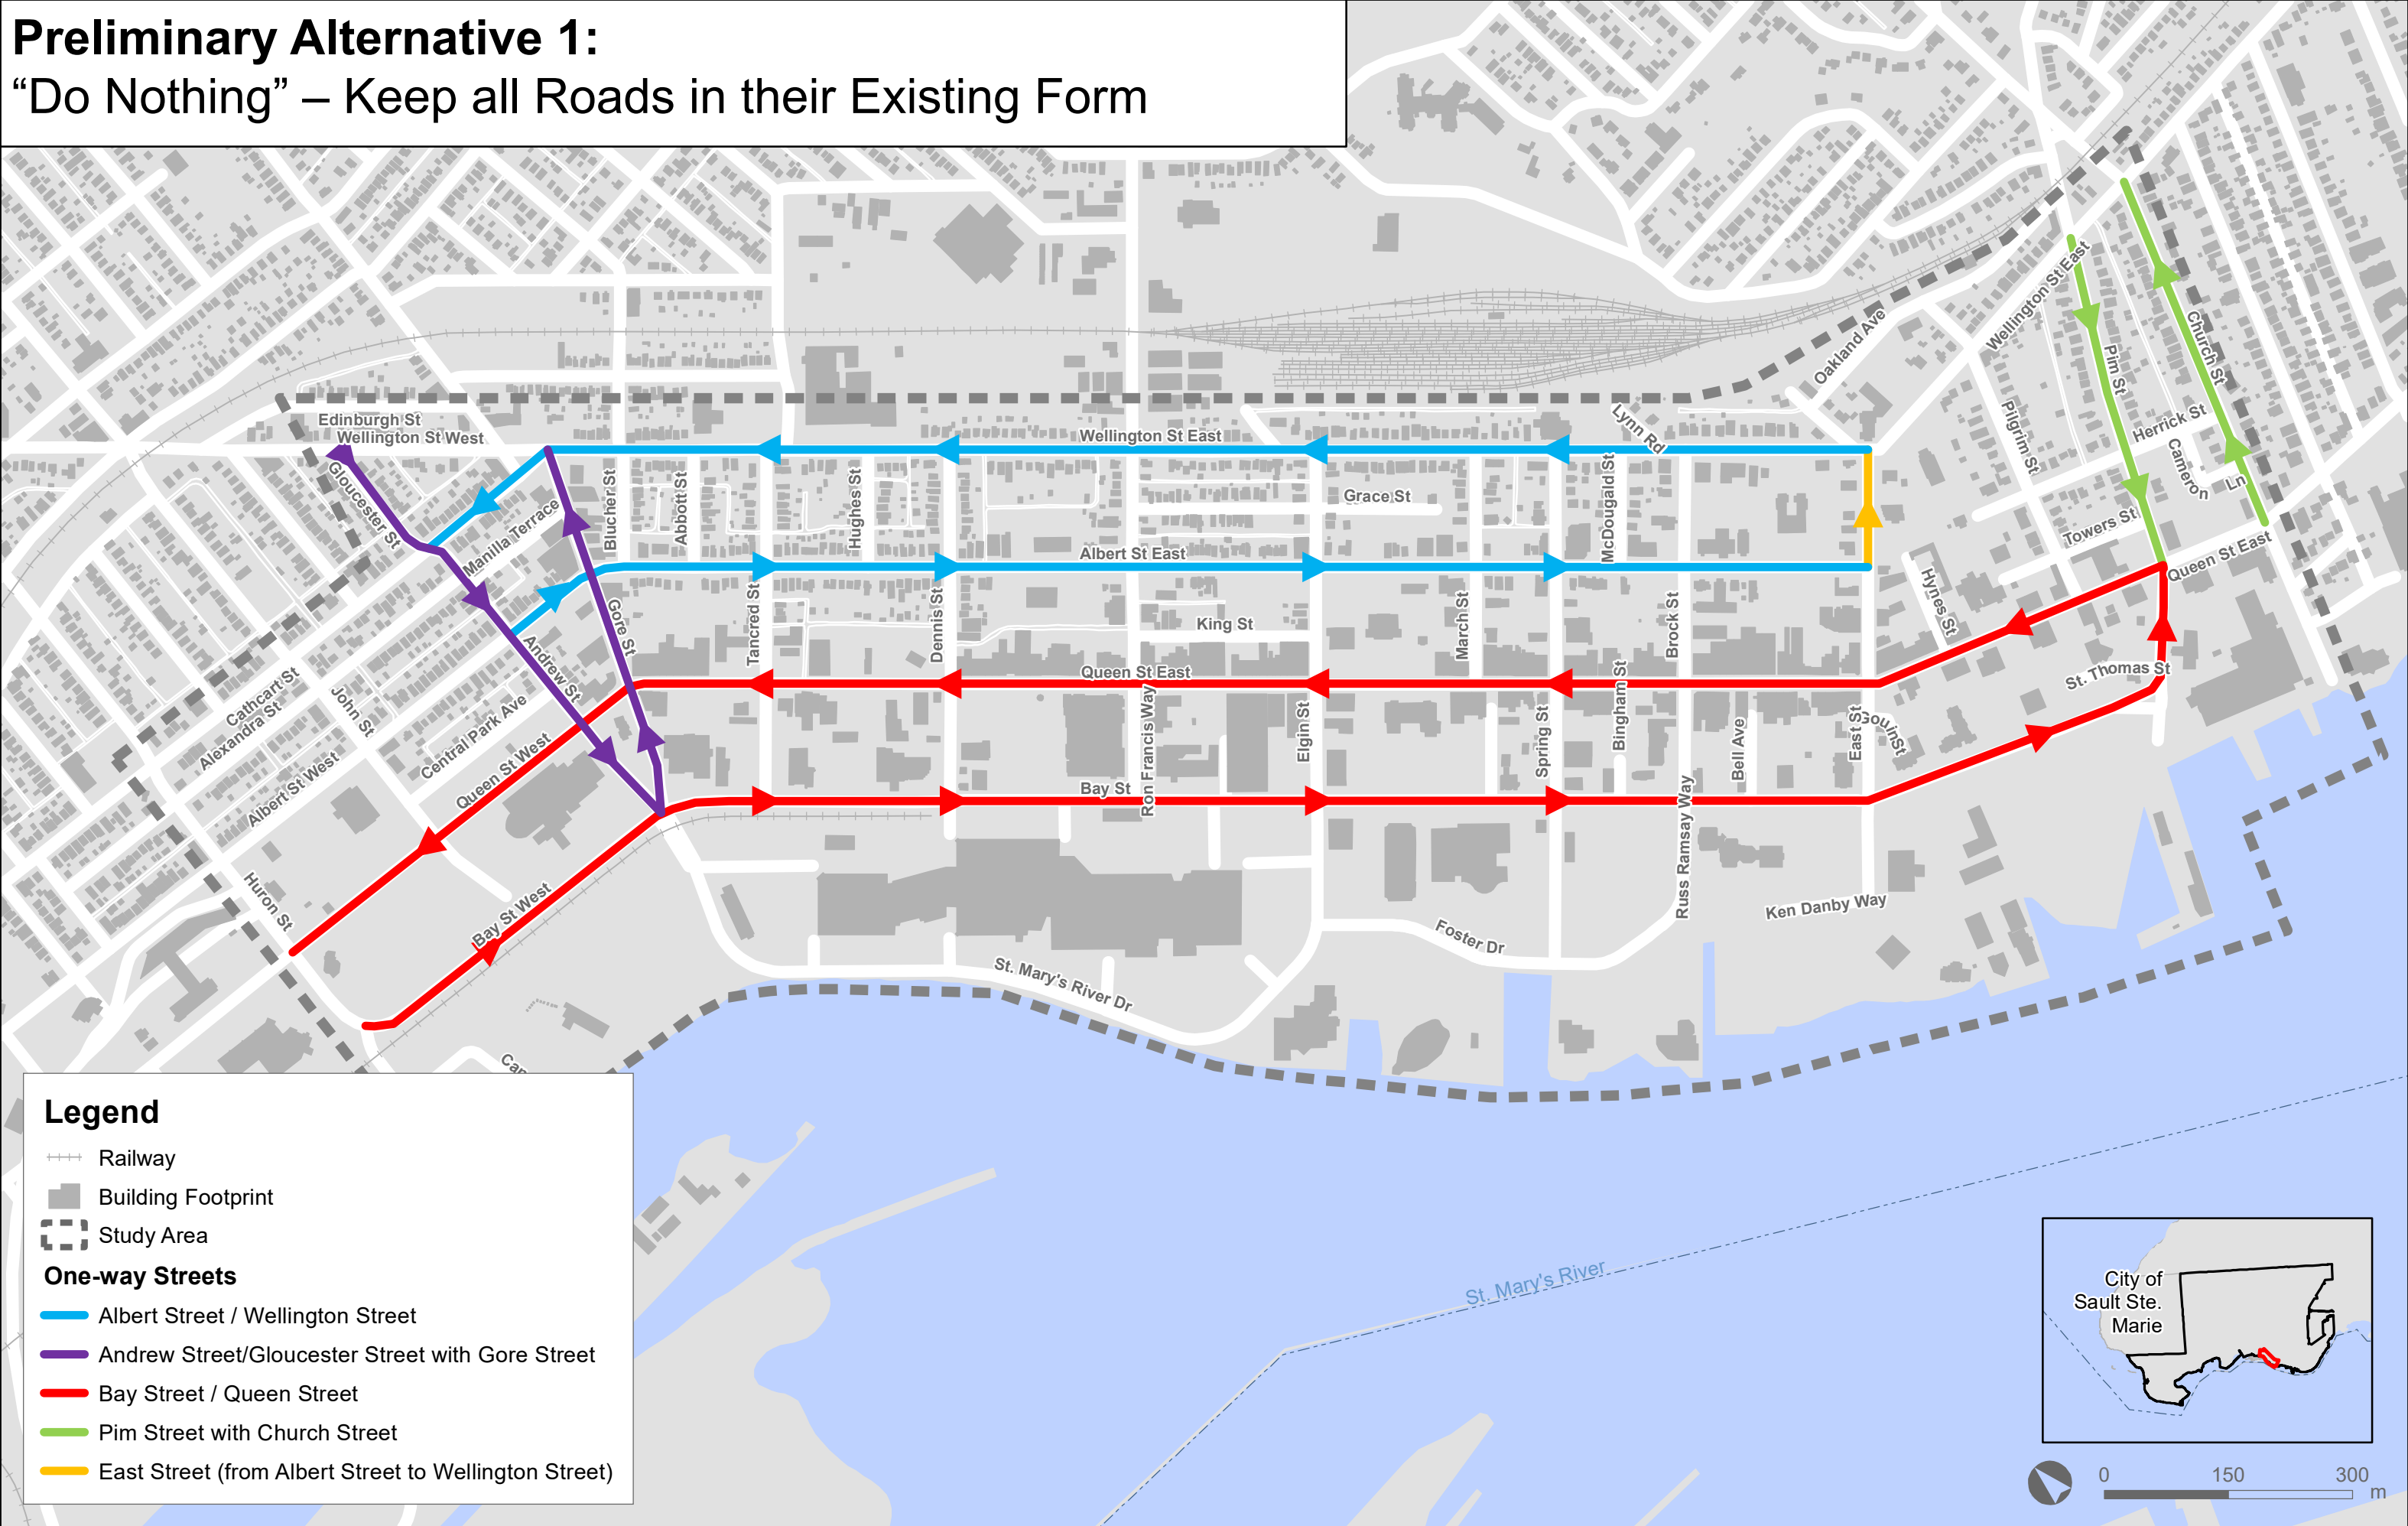 Preliminary Alternative 1:
“Do Nothing” – Keep all Roads in their Existing Form
Edinburgh St
Wellington St West
Gloucester St
Manilla Terrace
Blucher St
Abbott St
Hughes St
Wellington St East
Grace St
Lynn Rd
McDougald St
Oakland Ave
Wellington St East
Pim St
Church St
Pilgrim St
Herrick St
Cameron
Ln
Towers St
Queen St East
Hynes St
Albert St East
King St
Gore St
Tancred St
Dennis St
March St
Brock St
Andrew St
Queen St East
Ron Francis Way
Elgin St
Spring St
Bingham St
Bell Ave
East St
Gouin St
St. Thomas St
Cathcart St
Alexandra St
John St
Albert St West
Central Park Ave
Queen St West
Bay St
Huron St
Bay St West
Russ Ramsay Way
Ken Danby Way
Foster Dr
St. Mary's River Dr
St. Mary's River
Legend
Railway
Building Footprint
Study Area
One-way Streets
Albert Street / Wellington Street
Andrew Street/Gloucester Street with Gore Street
Bay Street / Queen Street
Pim Street with Church Street
East Street (from Albert Street to Wellington Street)
City of
Sault Ste.
Marie
0 150 300
m